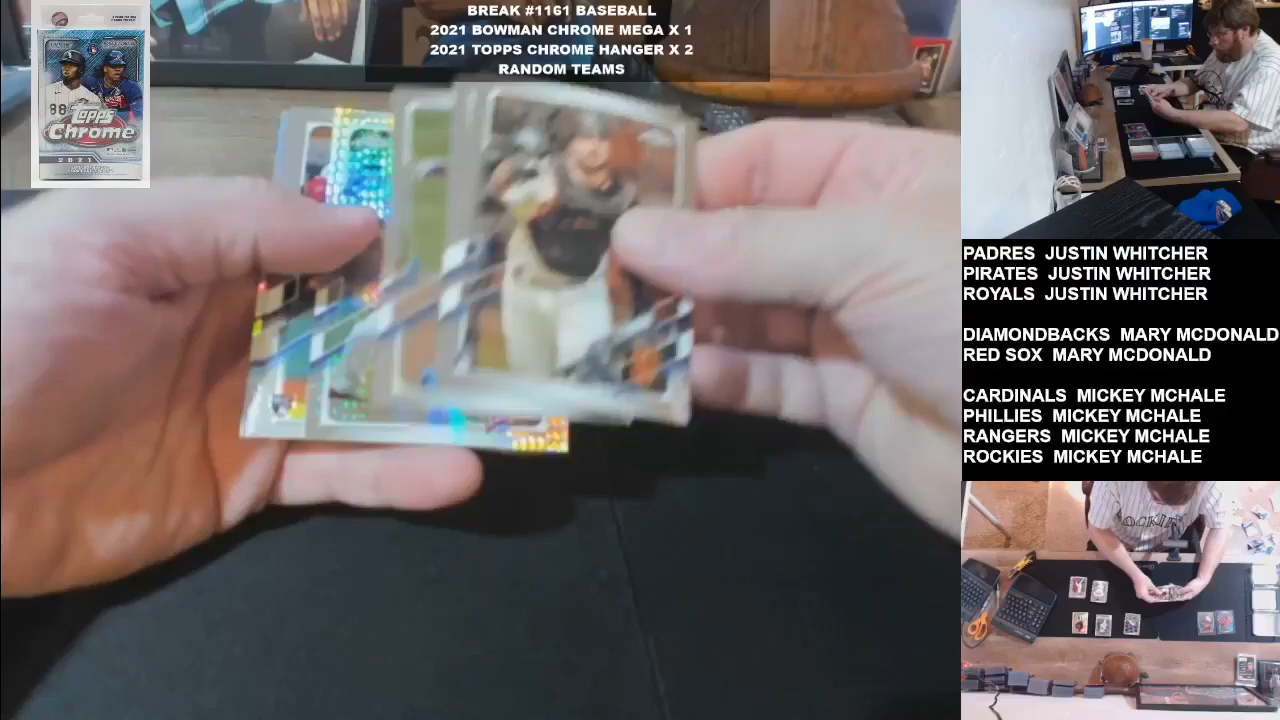 BREAK #1161 BASEBALL
2021 BOWMAN CHROME MEGA X 1
2021 TOPPS CHROME HANGER X 2
RANDOM TEAMS
88
Topps
Chrome
2021
PADRES JUSTIN WHITCHER
PIRATES JUSTIN WHITCHER
ROYALS JUSTIN WHITCHER
DIAMONDBACKS MARY MCDONALD
RED SOX MARY MCDONALD
CARDINALS MICKEY MCHALE
PHILLIES MICKEY MCHALE
RANGERS MICKEY MCHALE
ROCKIES MICKEY MCHALE